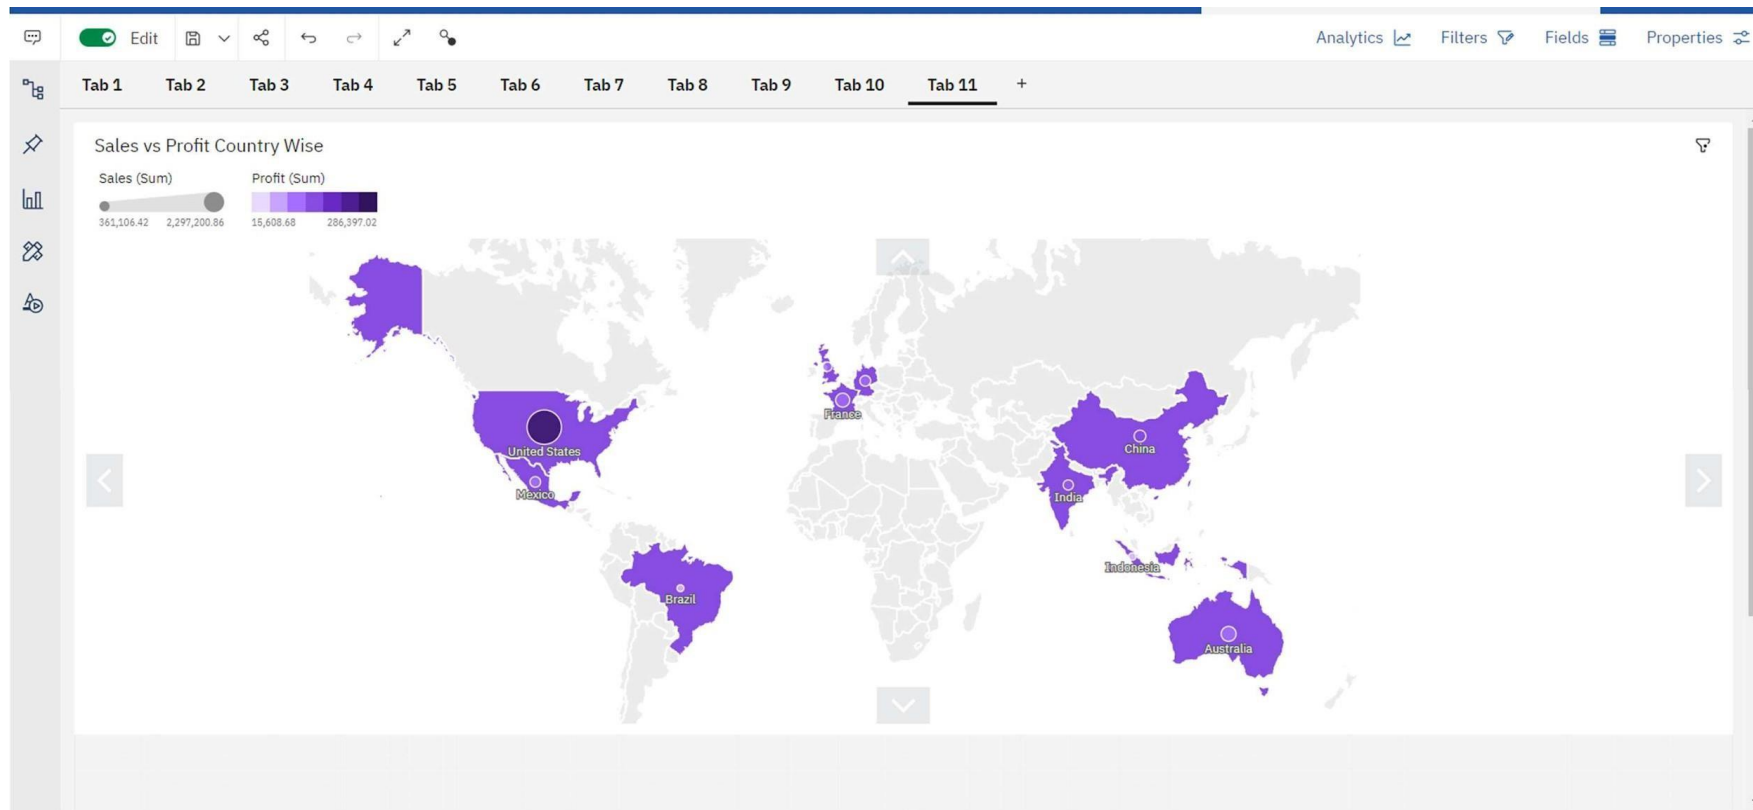 Edit
Analytics Filters Fields Properties
Tab 1 Tab 2 Tab 3 Tab 4 Tab 5 Tab 6 Tab 7 Tab 8 Tab 9 Tab 10 Tab 11 +
Sales vs Profit Country Wise
Sales (Sum)
361,106.42 2,297,200.86
Profit (Sum)
15,608.68 286,397.02
France
United States
China
Mexico
India
Indonesia
Brazil
Australia